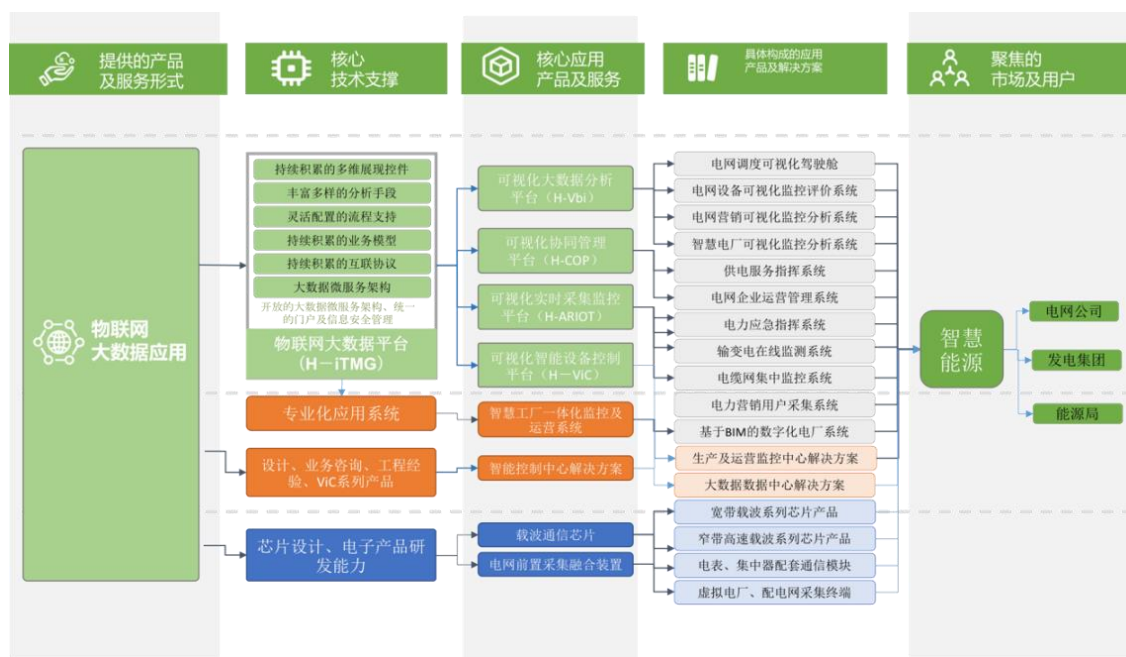 提供的产品
及服务形式
核心
技术支撑
核心应用
产品及服务
具体构成的应用
产品及解决方案
聚焦的
市场及用户
物联网
大数据应用
持续积累的多维展现控件
丰富多样的分析手段
灵活配置的流程支持
持续积累的业务模型
持续积累的互联协议
大数据微服务架构
开放的大数据微服务架构、统一
的门户及信息安全管理
物联网大数据平台
(H－iTMG)
专业化应用系统
设计、业务咨询、工程经
验、ViC系列产品
芯片设计、电子产品研
发能力
可视化大数据分析
平台（H-Vbi）
可视化协同管理
平台（H-COP）
可视化实时采集监控
平台（H-ARIOT）
可视化智能设备控制
平台（H－ViC）
智慧工厂一体化监控及
运营系统
智能控制中心解决方案
载波通信芯片
电网前置采集融合装置
电网调度可视化驾驶舱
电网设备可视化监控评价系统
电网营销可视化监控分析系统
智慧电厂可视化监控分析系统
供电服务指挥系统
电网企业运营管理系统
电力应急指挥系统
输变电在线监测系统
电缆网集中监控系统
电力营销用户采集系统
基于BIM的数字化电厂系统
生产及运营监控中心解决方案
大数据数据中心解决方案
宽带载波系列芯片产品
窄带高速载波系列芯片产品
电表、集中器配套通信模块
虚拟电厂、配电网采集终端
智慧
能源
电网公司
发电集团
能源局